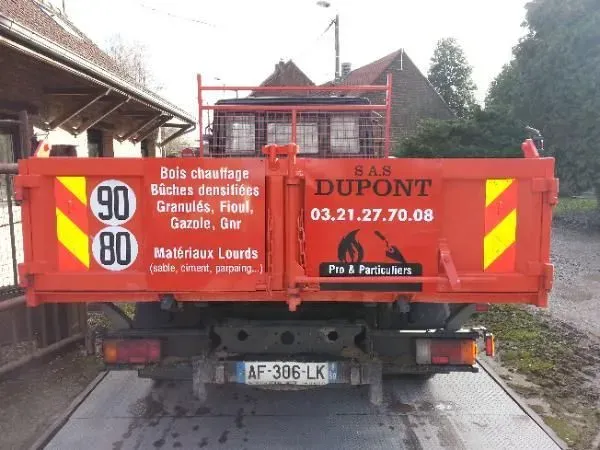 90
80
Bois chauffage
Bûches densifiées
Granulés, Fioul,
Gazole, Gnr
Matériaux Lourds
(sable, ciment, parpaing...)
S.A.S
DUPONT
03.21.27.70.08
Pro & Particuliers
AF-306-LK